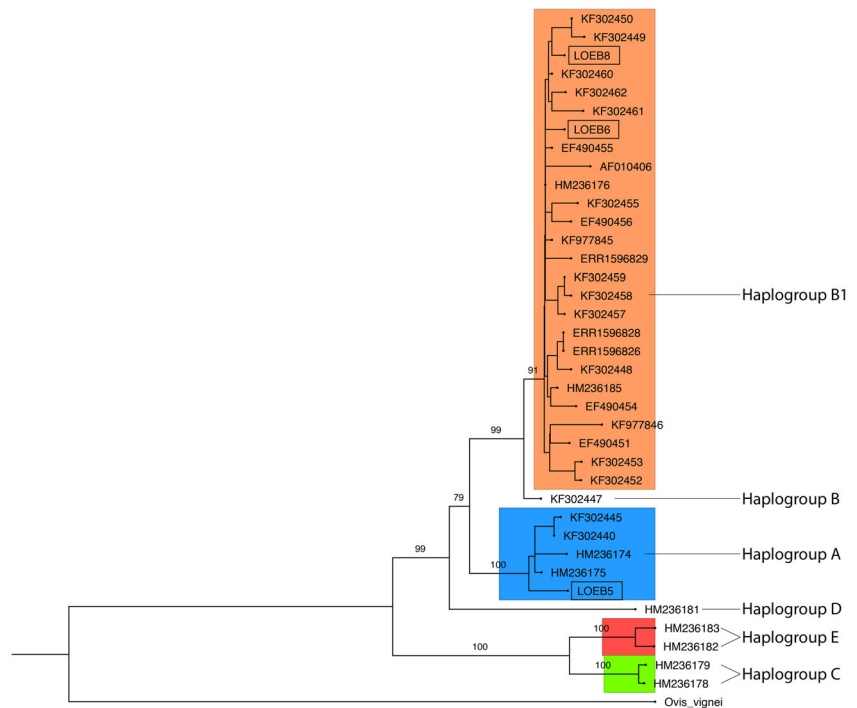 KF302450
KF302449
LOEB8
KF302460
KF302462
KF302461
LOEB6
EF490455
AF010406
HM236176
KF302455
EF490456
KF977845
ERR1596829
KF302459
KF302458 Haplogroup B1
KF302457
ERR1596828
ERR1596826
KF302448
91
HM236185
EF490454
KF977846
99
EF490451
KF302453
KF302452
KF302447 Haplogroup B
79
KF302445
KF302440
99
HM236174 Haplogroup A
100
HM236175
LOEB5
HM236181 Haplogroup D
100
HM236183
Haplogroup E
100
HM236182
100
HM236179
Haplogroup C
HM236178
Ovis_vignei